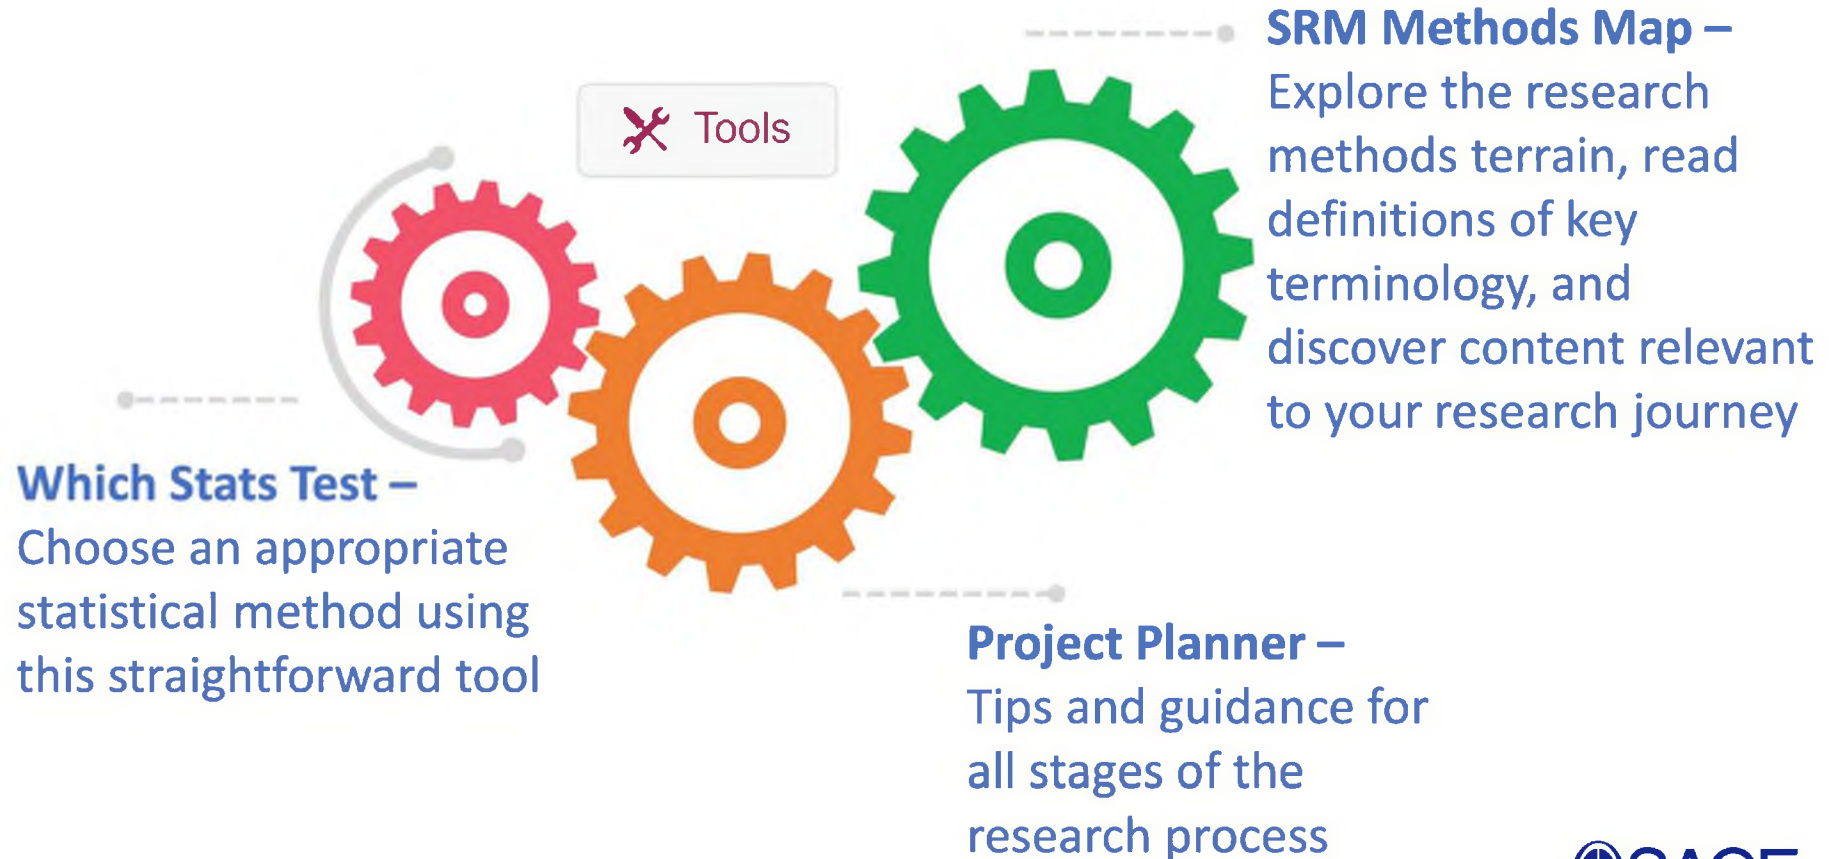 SRM Methods Map –
Explore the research
methods terrain, read
definitions of key
terminology, and
discover content relevant
to your research journey
Tools
Which Stats Test –
Choose an appropriate
statistical method using
this straightforward tool
Project Planner –
Tips and guidance for
all stages of the
research process
SAGE